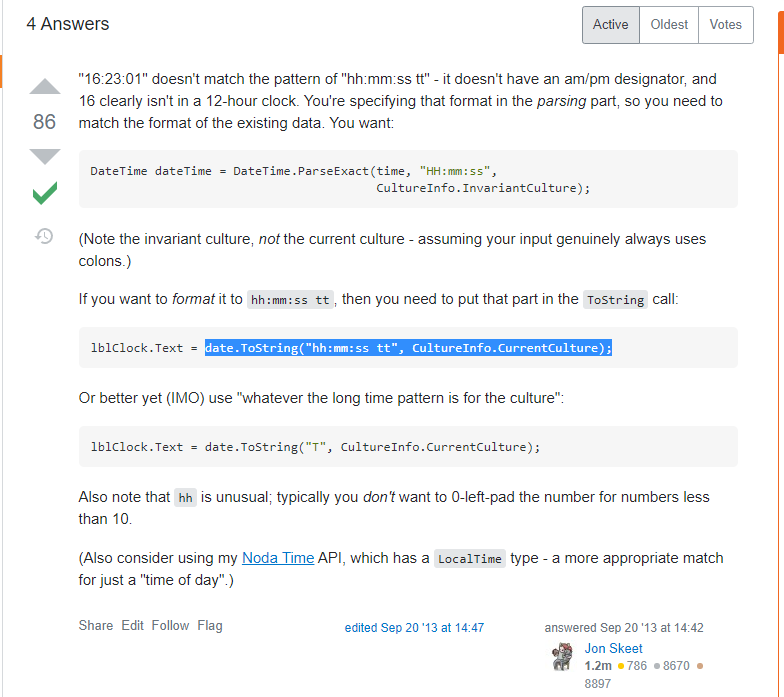 4 Answers
Active Oldest Votes
86
"16:23:01" doesn't match the pattern of "hh:mm:ss tt" - it doesn't have an am/pm designator, and
16 clearly isn't in a 12-hour clock. You're specifying that format in the parsing part, so you need to
match the format of the existing data. You want:
DateTime dateTime = DateTime.ParseExact(time, "HH:mm:ss",
CultureInfo.InvariantCulture);
(Note the invariant culture, not the current culture - assuming your input genuinely always uses
colons.)
If you want to format it to hh:mm:ss tt, then you need to put that part in the ToString call:
lblClock.Text = date.ToString("hh:mm:ss tt", CultureInfo.CurrentCulture);
Or better yet (IMO) use "whatever the long time pattern is for the culture":
lblClock.Text = date.ToString("T", CultureInfo.CurrentCulture);
Also note that hh is unusual; typically you don't want to 0-left-pad the number for numbers less
than 10.
(Also consider using my Noda Time API, which has a LocalTime type - a more appropriate match
for just a "time of day".)
Share Edit Follow Flag
edited Sep 20 '13 at 14:47
answered Sep 20 '13 at 14:42
Jon Skeet
1.2m 786 8670
8897